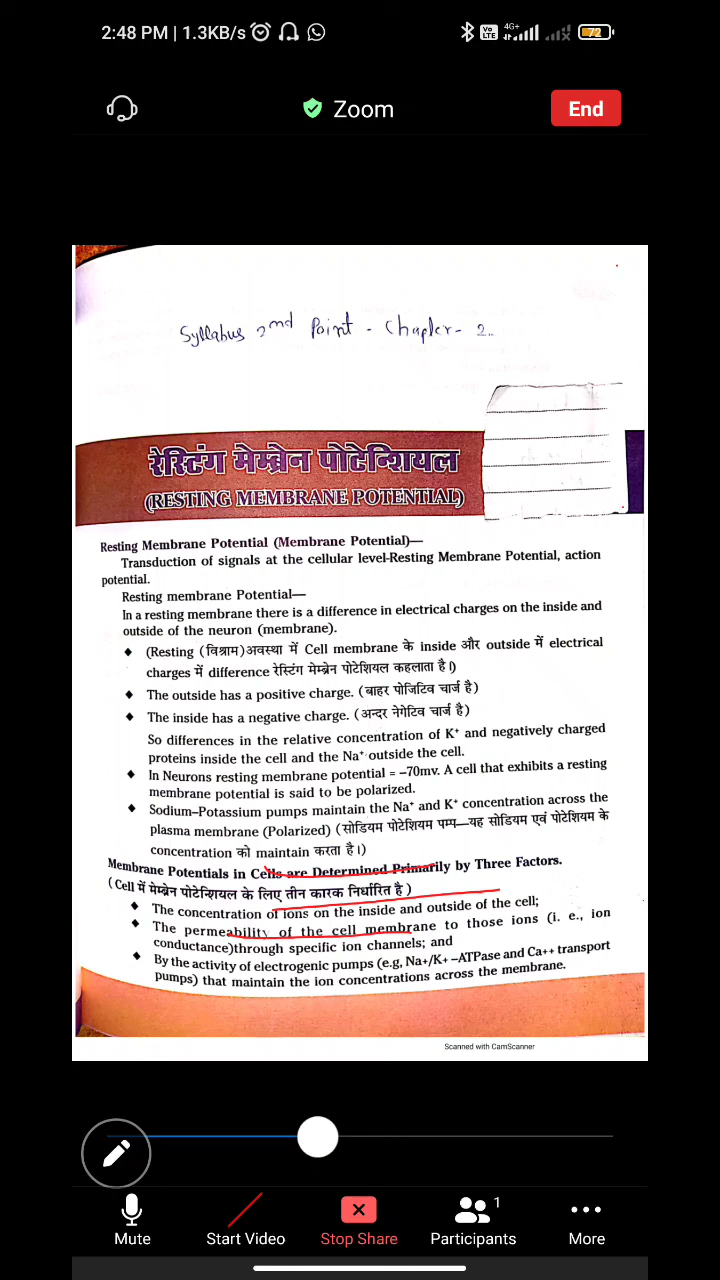 2:48 PM | 1.3KB/s
Vo LTE 4G+ 72
Zoom
End
Syllabus 2nd Point - Chapter - 2..
रेस्टिंग मेम्ब्रेन पोटेन्शियल
(RESTING MEMBRANE POTENTIAL)
Resting Membrane Potential (Membrane Potential)—
Transduction of signals at the cellular level-Resting Membrane Potential, action
potential.
Resting membrane Potential—
In a resting membrane there is a difference in electrical charges on the inside and
outside of the neuron (membrane).
♦ (Resting (विश्राम)अवस्था में Cell membrane के inside और outside में electrical
charges में difference रेस्टिंग मेम्ब्रेन पोटेशियल कहलाता है।)
♦ The outside has a positive charge. (बाहर पोजिटिव चार्ज है)
♦ The inside has a negative charge. (अन्दर नेगेटिव चार्ज है)
So differences in the relative concentration of K⁺ and negatively charged
proteins inside the cell and the Na⁺ outside the cell.
♦ In Neurons resting membrane potential = –70mv. A cell that exhibits a resting
membrane potential is said to be polarized.
♦ Sodium–Potassium pumps maintain the Na⁺ and K⁺ concentration across the
plasma membrane (Polarized) (सोडियम पोटेशियम पम्प—यह सोडियम एवं पोटेशियम के
concentration को maintain करता है।)
Membrane Potentials in Cells are Determined Primarily by Three Factors.
(Cell में मेम्ब्रेन पोटेन्शियल के लिए तीन कारक निर्धारित है)
♦ The concentration of ions on the inside and outside of the cell;
♦ The permeability of the cell membrane to those ions (i. e., ion
conductance)through specific ion channels; and
♦ By the activity of electrogenic pumps (e.g, Na+/K+ –ATPase and Ca++ transport
pumps) that maintain the ion concentrations across the membrane.
Scanned with CamScanner
Mute
Start Video
Stop Share
Participants 1
More